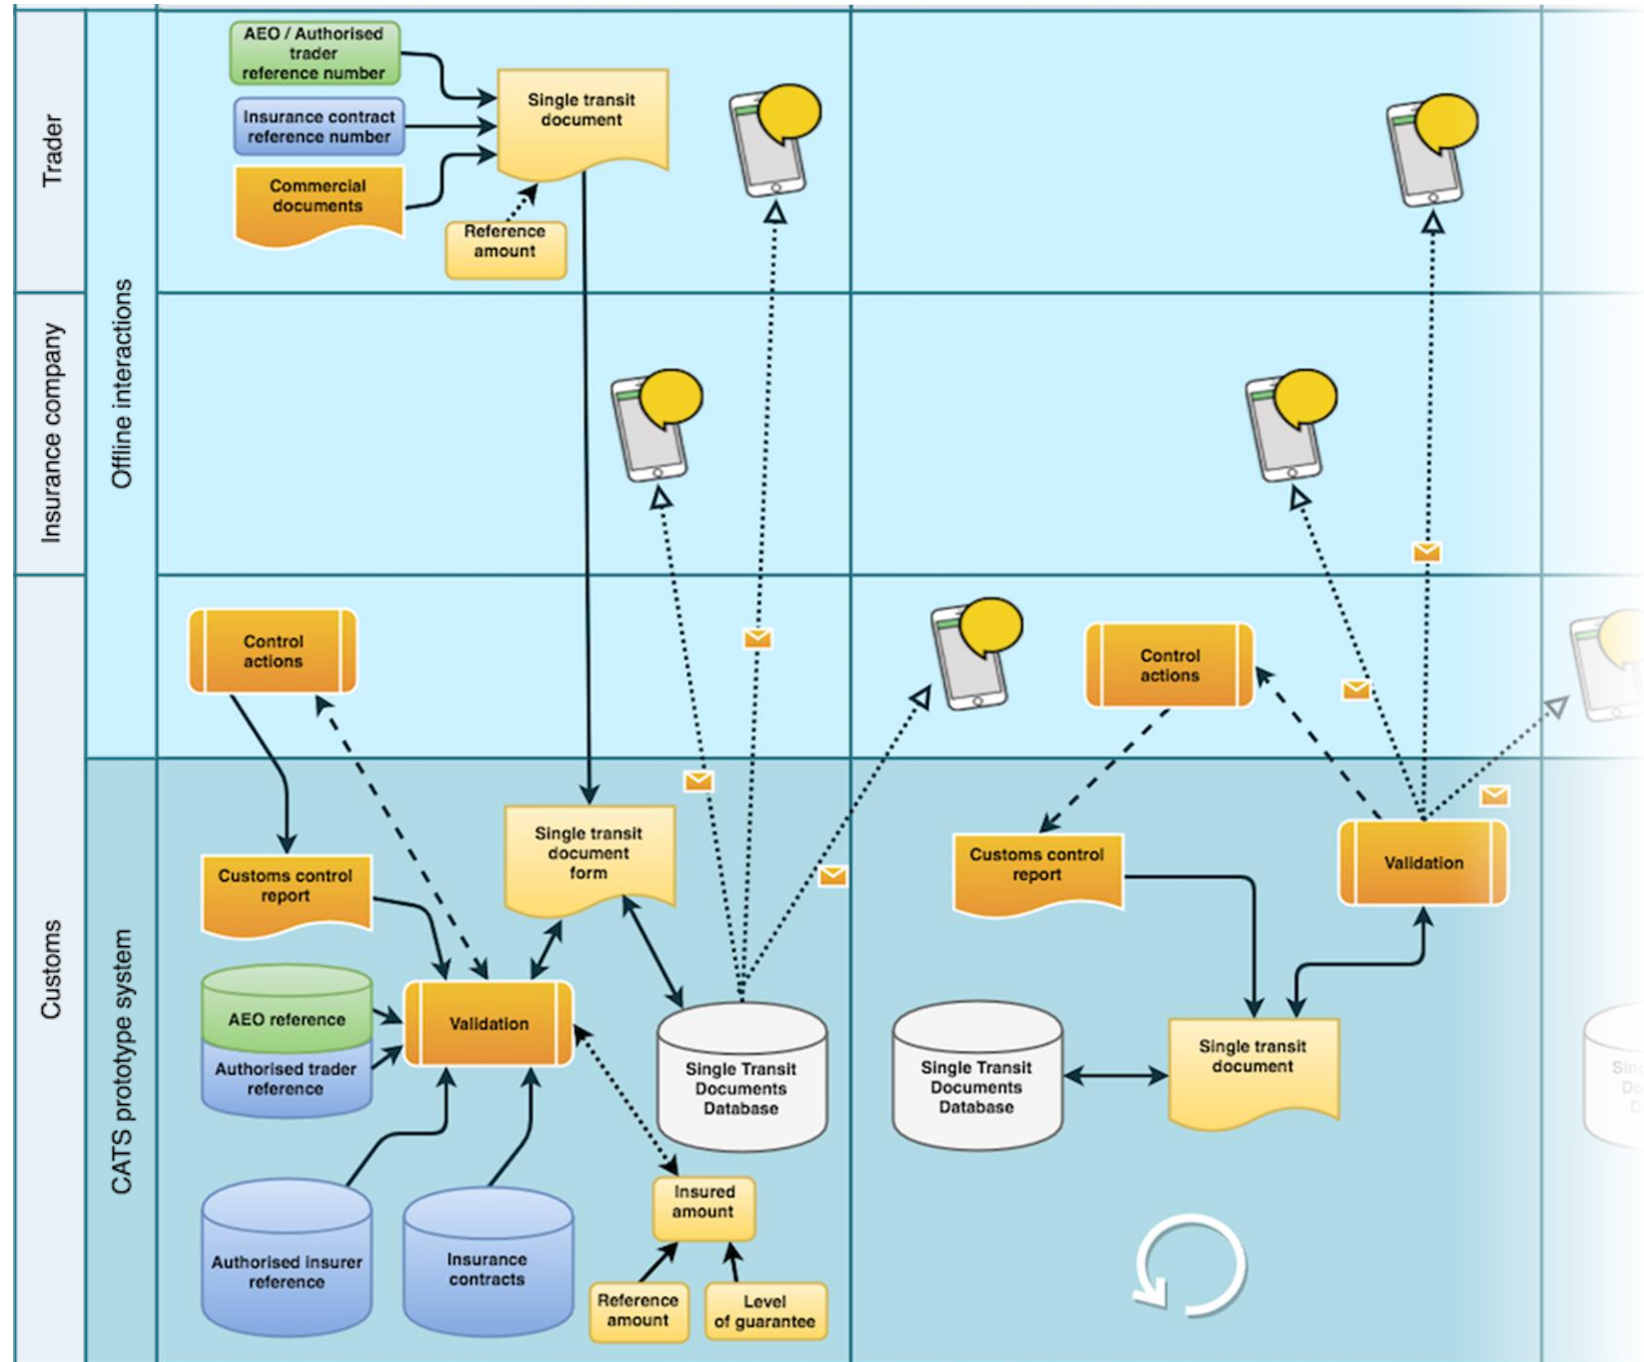 Trader
Insurance company
Customs
Offline interactions
CATS prototype system
AEO / Authorised
trader
reference number
Insurance contract
reference number
Commercial
documents
Single transit
document
Reference
amount
Control
actions
Customs control
report
AEO reference
Authorised trader
reference
Authorised insurer
reference
Insurance
contracts
Validation
Single transit
document
form
Single Transit
Documents
Database
Insured
amount
Reference
amount
Level
of guarantee
Control
actions
Customs control
report
Validation
Single Transit
Documents
Database
Single transit
document